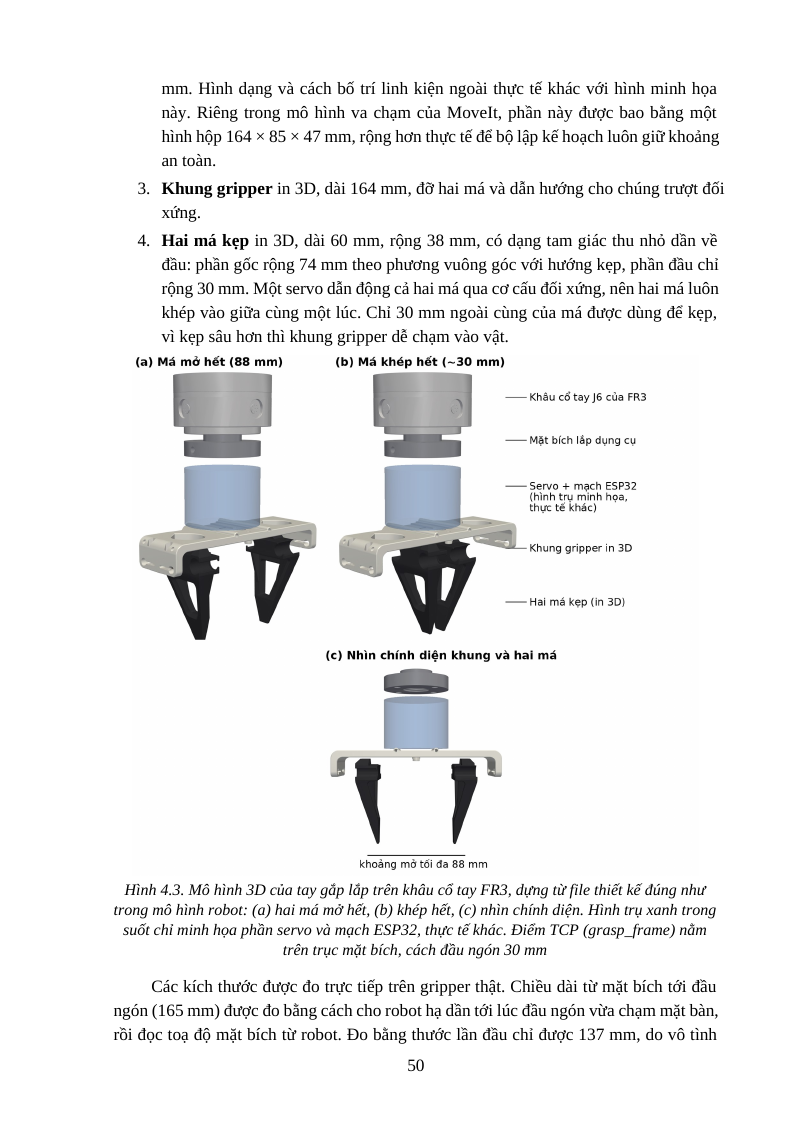 mm. Hình dạng và cách bố trí linh kiện ngoài thực tế khác với hình minh họa
này. Riêng trong mô hình va chạm của MoveIt, phần này được bao bằng một
hình hộp 164 × 85 × 47 mm, rộng hơn thực tế để bộ lập kế hoạch luôn giữ khoảng
an toàn.
3. Khung gripper in 3D, dài 164 mm, đỡ hai má và dẫn hướng cho chúng trượt đối
xứng.
4. Hai má kẹp in 3D, dài 60 mm, rộng 38 mm, có dạng tam giác thu nhỏ dần về
đầu: phần gốc rộng 74 mm theo phương vuông góc với hướng kẹp, phần đầu chỉ
rộng 30 mm. Một servo dẫn động cả hai má qua cơ cấu đối xứng, nên hai má luôn
khép vào giữa cùng một lúc. Chỉ 30 mm ngoài cùng của má được dùng để kẹp,
vì kẹp sâu hơn thì khung gripper dễ chạm vào vật.
(a) Má mở hết (88 mm)
(b) Má khép hết (~30 mm)
Khâu cổ tay J6 của FR3
Mặt bích lắp dụng cụ
Servo + mạch ESP32
(hình trụ minh họa,
thực tế khác)
Khung gripper in 3D
Hai má kẹp (in 3D)
(c) Nhìn chính diện khung và hai má
khoảng mở tối đa 88 mm
Hình 4.3. Mô hình 3D của tay gắp lắp trên khâu cổ tay FR3, dựng từ file thiết kế đúng như
trong mô hình robot: (a) hai má mở hết, (b) khép hết, (c) nhìn chính diện. Hình trụ xanh trong
suốt chỉ minh họa phần servo và mạch ESP32, thực tế khác. Điểm TCP (grasp_frame) nằm
trên trục mặt bích, cách đầu ngón 30 mm
Các kích thước được đo trực tiếp trên gripper thật. Chiều dài từ mặt bích tới đầu
ngón (165 mm) được đo bằng cách cho robot hạ dần tới lúc đầu ngón vừa chạm mặt bàn,
rồi đọc toạ độ mặt bích từ robot. Đo bằng thước lần đầu chỉ được 137 mm, do vô tình
50